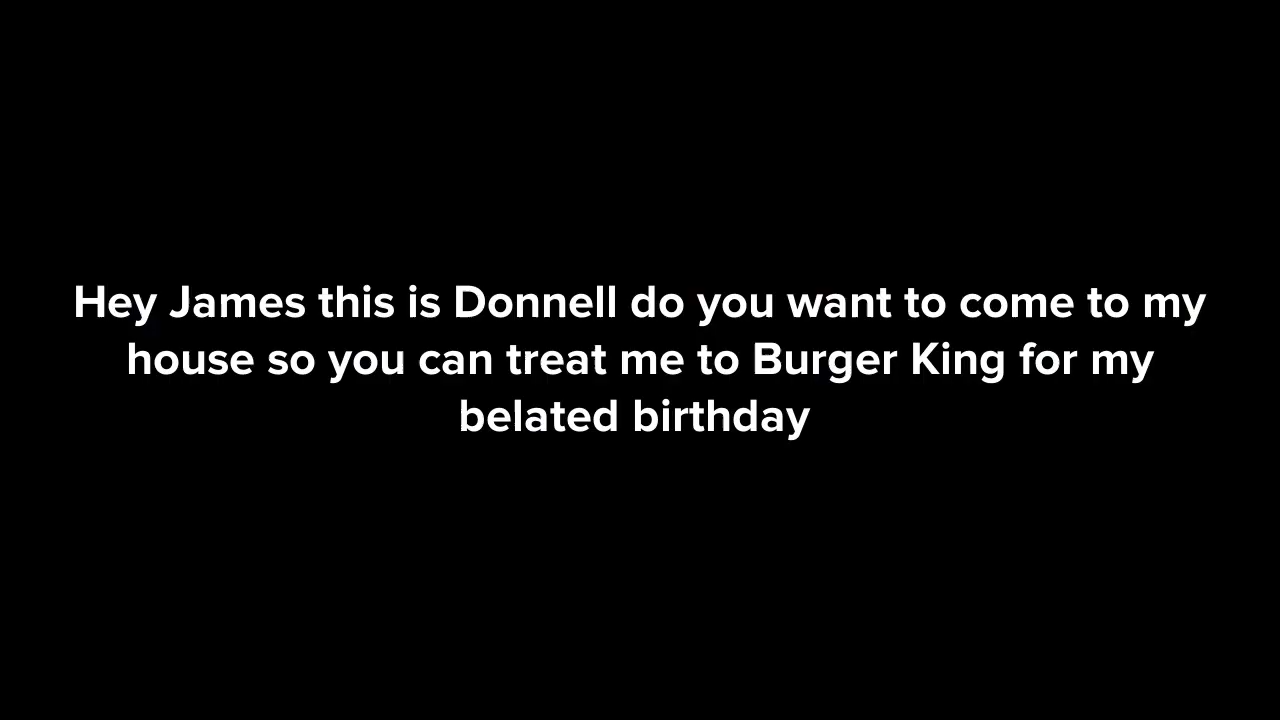 Hey James this is Donnell do you want to come to my
house so you can treat me to Burger King for my
belated birthday